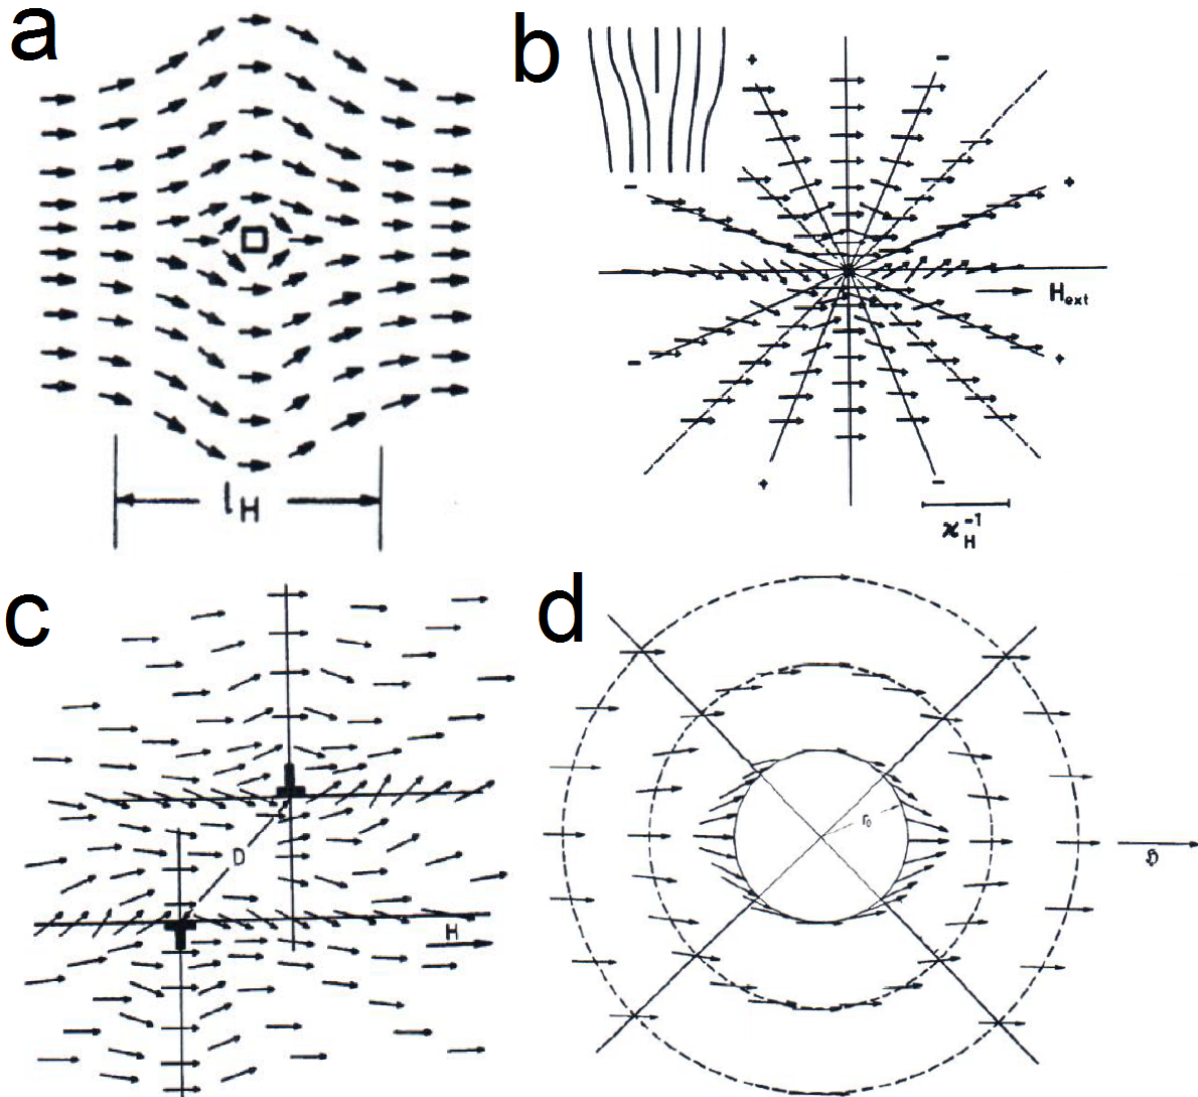 a
l_H
b
+
-
-
+
H_ext
-
+
+
-
ϰ_H^-1
c
D
H
d
r_0
ℌ